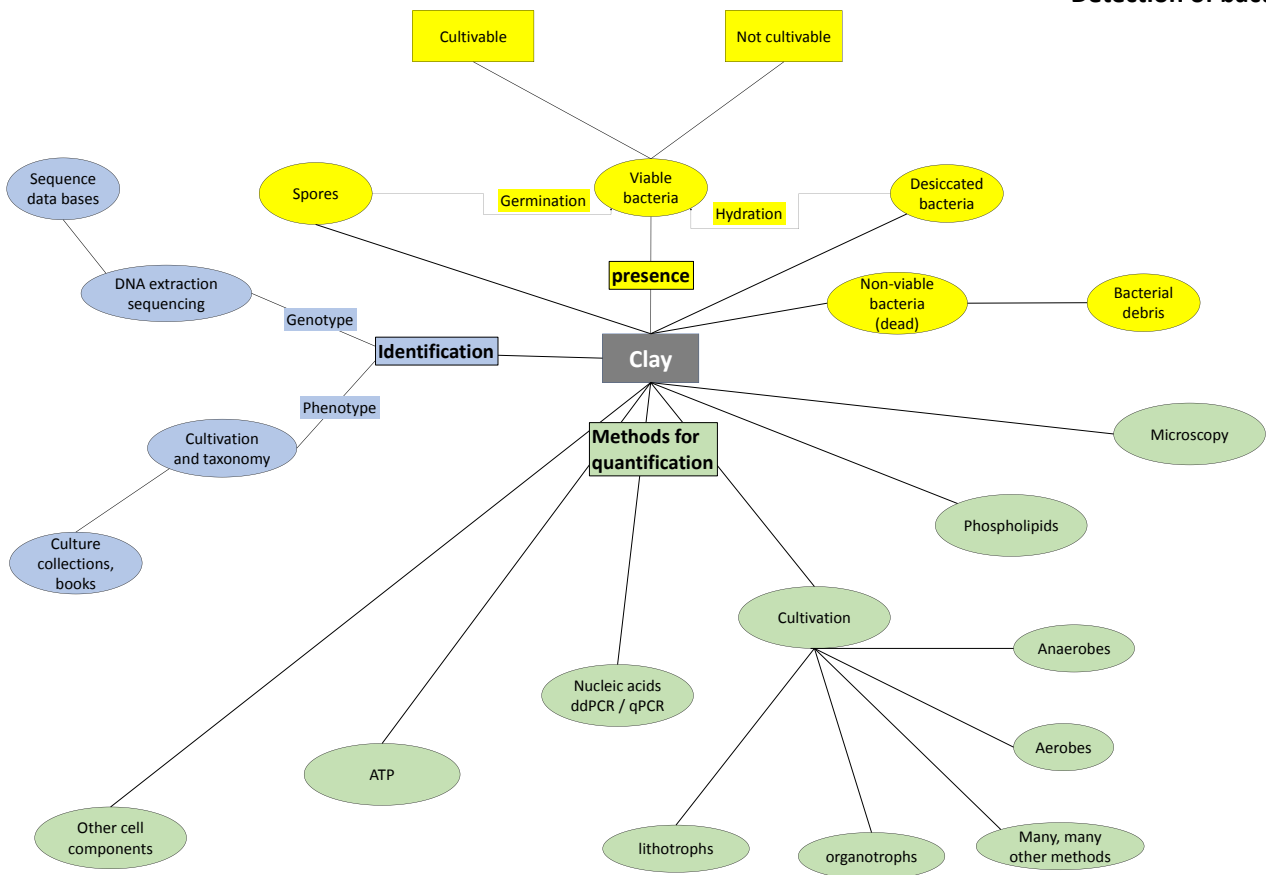 Detection of
Cultivable
Not cultivable
Sequence
data bases
Spores
Germination
Viable
bacteria
Hydration
Desiccated
bacteria
presence
DNA extraction
sequencing
Non-viable
bacteria
(dead)
Bacterial
debris
Genotype
Identification
Clay
Phenotype
Cultivation
and taxonomy
Methods for
quantification
Microscopy
Culture
collections,
books
Phospholipids
Cultivation
Anaerobes
Nucleic acids
ddPCR / qPCR
Aerobes
ATP
Other cell
components
lithotrophs
organotrophs
Many, many
other methods